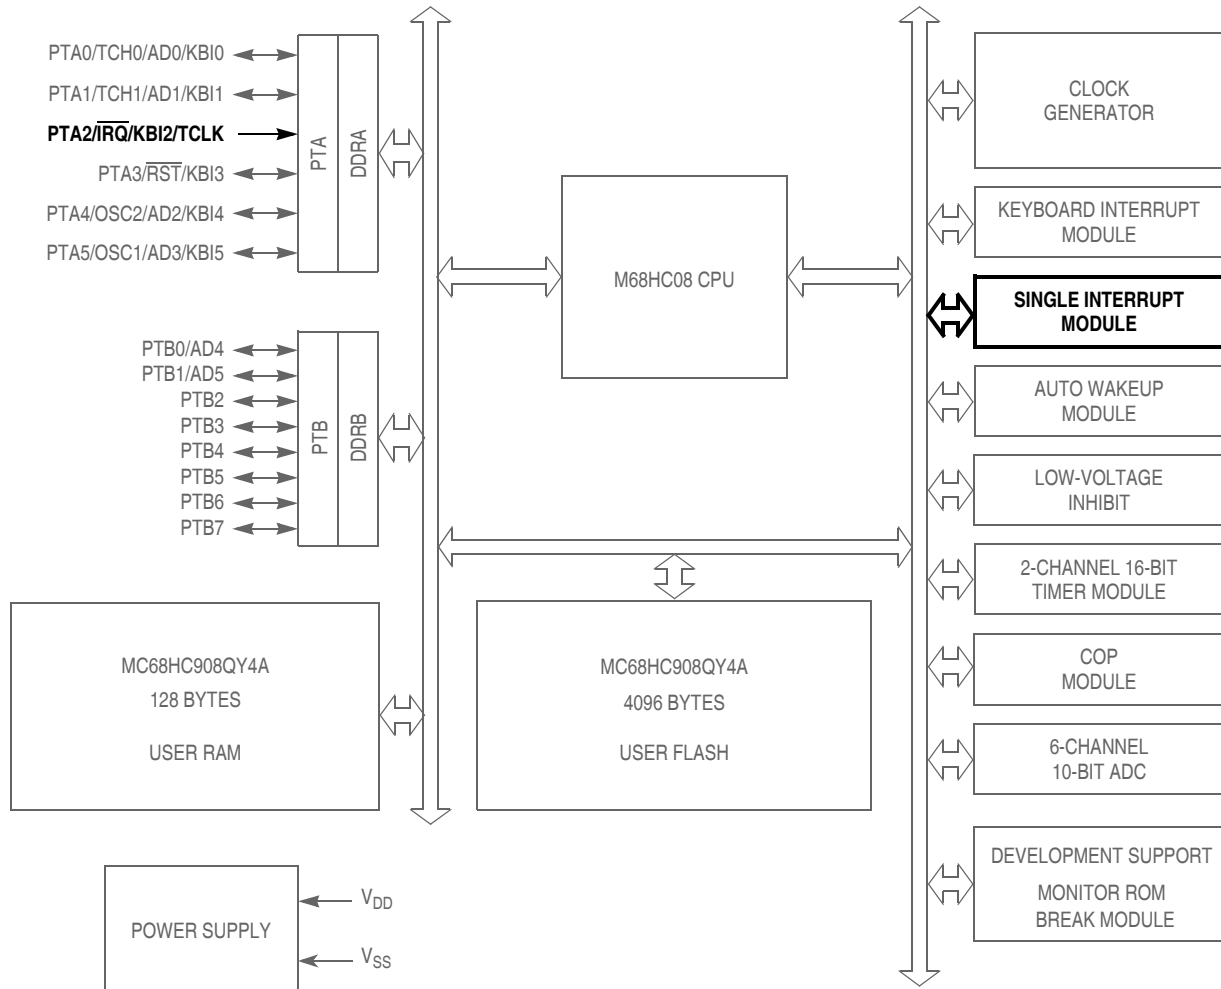 PTA0/TCH0/AD0/KBI0
PTA1/TCH1/AD1/KBI1
PTA2/IRQ/KBI2/TCLK
PTA3/RST/KBI3
PTA4/OSC2/AD2/KBI4
PTA5/OSC1/AD3/KBI5
PTA
DDRA
PTB0/AD4
PTB1/AD5
PTB2
PTB3
PTB4
PTB5
PTB6
PTB7
PTB
DDRB
M68HC08 CPU
MC68HC908QY4A
128 BYTES
USER RAM
MC68HC908QY4A
4096 BYTES
USER FLASH
POWER SUPPLY
VDD
VSS
CLOCK
GENERATOR
KEYBOARD INTERRUPT
MODULE
SINGLE INTERRUPT
MODULE
AUTO WAKEUP
MODULE
LOW-VOLTAGE
INHIBIT
2-CHANNEL 16-BIT
TIMER MODULE
COP
MODULE
6-CHANNEL
10-BIT ADC
DEVELOPMENT SUPPORT
MONITOR ROM
BREAK MODULE